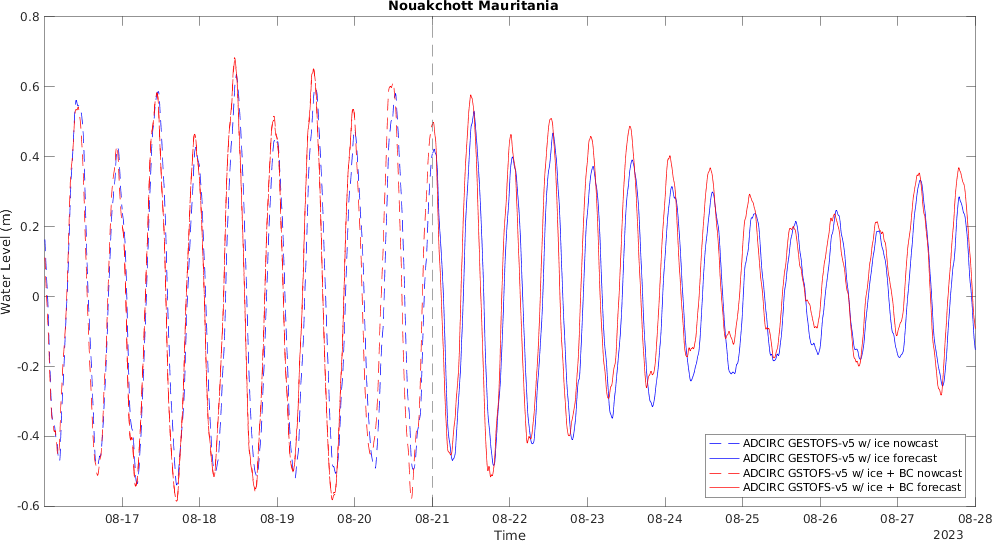 Nouakchott Mauritania
0.8
0.6
0.4
0.2
0
-0.2
-0.4
-0.6
Water Level (m)
ADCIRC GESTOFS-v5 w/ ice nowcast
ADCIRC GESTOFS-v5 w/ ice forecast
ADCIRC GSTOFS-v5 w/ ice + BC nowcast
ADCIRC GSTOFS-v5 w/ ice + BC forecast
08-17 08-18 08-19 08-20 08-21 08-22 08-23 08-24 08-25 08-26 08-27 08-28
Time
2023